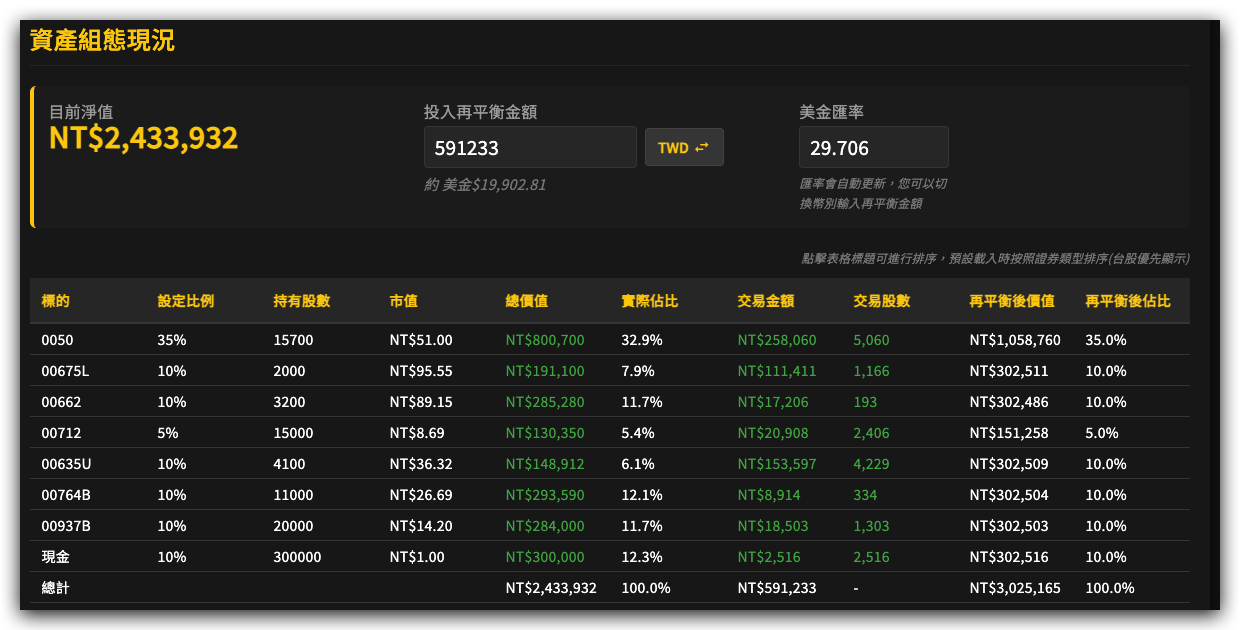 資產組態現況
目前淨值 投入再平衡金額 美金匯率
NT$2,433,932 591233 TWD 29.706
約 美金$19,902.81 匯率會自動更新，您可以切
換幣別輸入再平衡金額
點擊表格標題可進行排序，預設載入時按照證券類型排序(台股優先顯示)
標的 設定比例 持有股數 市值 總價值 實際佔比 交易金額 交易股數 再平衡後價值 再平衡後佔比
0050 35% 15700 NT$51.00 NT$800,700 32.9% NT$258,060 5,060 NT$1,058,760 35.0%
00675L 10% 2000 NT$95.55 NT$191,100 7.9% NT$111,411 1,166 NT$302,511 10.0%
00662 10% 3200 NT$89.15 NT$285,280 11.7% NT$17,206 193 NT$302,486 10.0%
00712 5% 15000 NT$8.69 NT$130,350 5.4% NT$20,908 2,406 NT$151,258 5.0%
00635U 10% 4100 NT$36.32 NT$148,912 6.1% NT$153,597 4,229 NT$302,509 10.0%
00764B 10% 11000 NT$26.69 NT$293,590 12.1% NT$8,914 334 NT$302,504 10.0%
00937B 10% 20000 NT$14.20 NT$284,000 11.7% NT$18,503 1,303 NT$302,503 10.0%
現金 10% 300000 NT$1.00 NT$300,000 12.3% NT$2,516 2,516 NT$302,516 10.0%
總計 NT$2,433,932 100.0% NT$591,233 - NT$3,025,165 100.0%